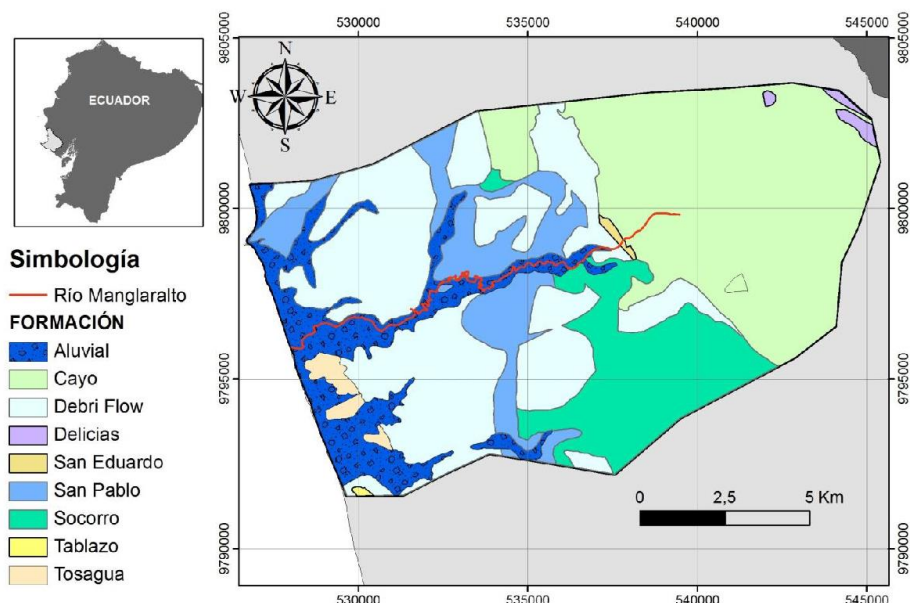 530000 535000 540000 545000
9805000 9805000
ECUADOR
N
W E
S
9800000 9800000
Simbología
Río Manglaralto
FORMACIÓN
Aluvial
Cayo
Debri Flow
Delicias
San Eduardo
San Pablo
Socorro
Tablazo
Tosagua
9795000 9795000
0 2,5 5 Km
9790000 9790000
530000 535000 540000 545000